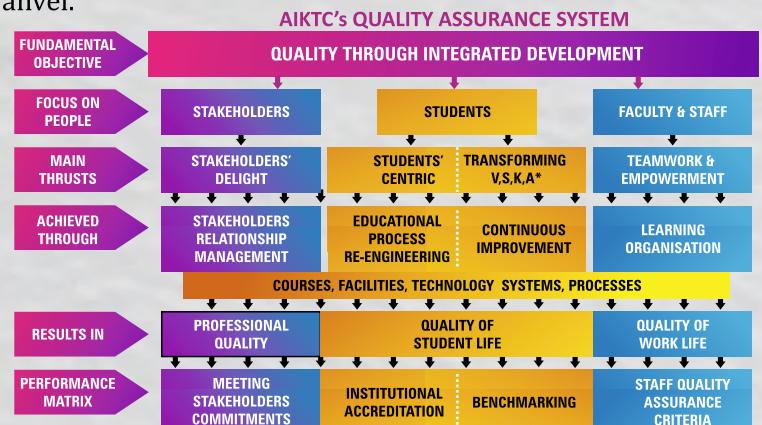 anvel.
AIKTC's QUALITY ASSURANCE SYSTEM
FUNDAMENTAL
OBJECTIVE
QUALITY THROUGH INTEGRATED DEVELOPMENT
FOCUS ON
PEOPLE
STAKEHOLDERS
STUDENTS
FACULTY & STAFF
MAIN
THRUSTS
STAKEHOLDERS'
DELIGHT
STUDENTS'
CENTRIC
TRANSFORMING
V,S,K,A*
TEAMWORK &
EMPOWERMENT
ACHIEVED
THROUGH
STAKEHOLDERS
RELATIONSHIP
MANAGEMENT
EDUCATIONAL
PROCESS
RE-ENGINEERING
CONTINUOUS
IMPROVEMENT
LEARNING
ORGANISATION
COURSES, FACILITIES, TECHNOLOGY SYSTEMS, PROCESSES
RESULTS IN
PROFESSIONAL
QUALITY
QUALITY OF
STUDENT LIFE
QUALITY OF
WORK LIFE
PERFORMANCE
MATRIX
MEETING
STAKEHOLDERS
COMMITMENTS
INSTITUTIONAL
ACCREDITATION
BENCHMARKING
STAFF QUALITY
ASSURANCE
CRITERIA